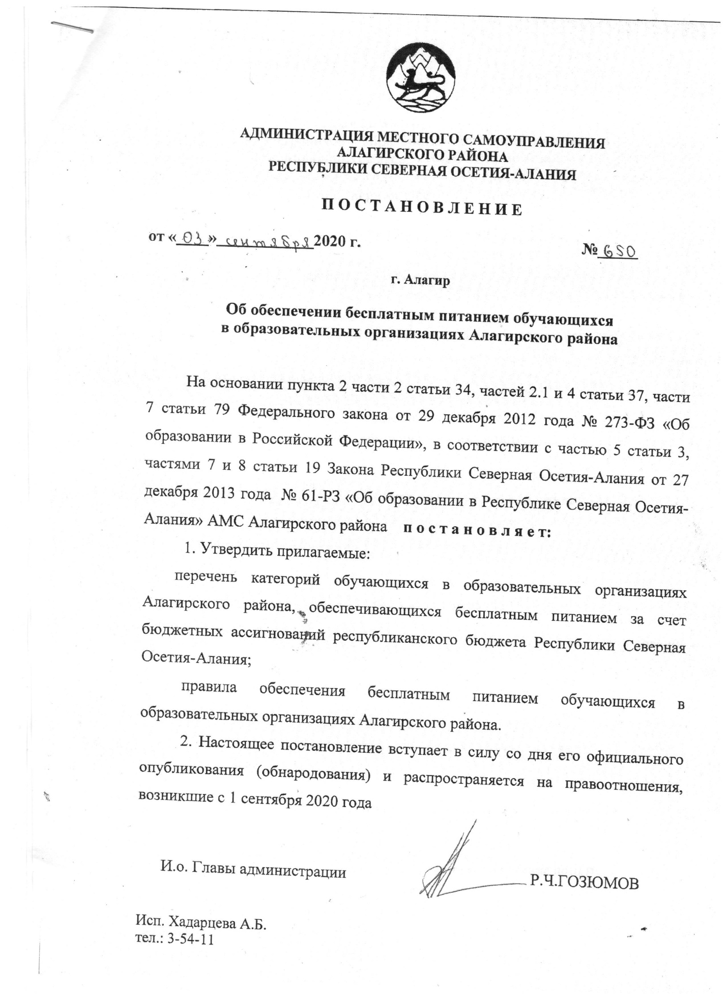 АДМИНИСТРАЦИЯ МЕСТНОГО САМОУПРАВЛЕНИЯ
АЛАГИРСКОГО РАЙОНА
РЕСПУБЛИКИ СЕВЕРНАЯ ОСЕТИЯ-АЛАНИЯ
П О С Т А Н О В Л Е Н И Е
от «03» сентября 2020 г.
№ 650
г. Алагир
Об обеспечении бесплатным питанием обучающихся
в образовательных организациях Алагирского района
На основании пункта 2 части 2 статьи 34, частей 2.1 и 4 статьи 37, части
7 статьи 79 Федерального закона от 29 декабря 2012 года № 273-ФЗ «Об
образовании в Российской Федерации», в соответствии с частью 5 статьи 3,
частями 7 и 8 статьи 19 Закона Республики Северная Осетия-Алания от 27
декабря 2013 года № 61-РЗ «Об образовании в Республике Северная Осетия-
Алания» АМС Алагирского района п о с т а н о в л я е т:
1. Утвердить прилагаемые:
перечень категорий обучающихся в образовательных организациях
Алагирского района, обеспечивающихся бесплатным питанием за счет
бюджетных ассигнований республиканского бюджета Республики Северная
Осетия-Алания;
правила обеспечения бесплатным питанием обучающихся в
образовательных организациях Алагирского района.
2. Настоящее постановление вступает в силу со дня его официального
опубликования (обнародования) и распространяется на правоотношения,
возникшие с 1 сентября 2020 года
И.о. Главы администрации
Р.Ч.ГОЗЮМОВ
Исп. Хадарцева А.Б.
тел.: 3-54-11